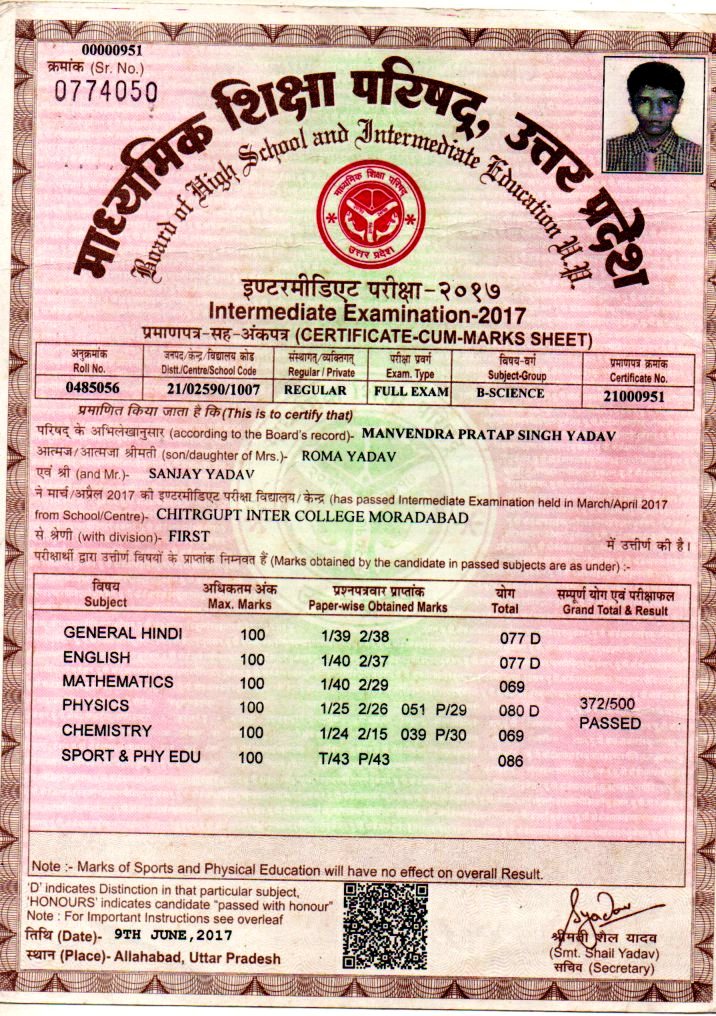 00000951
क्रमांक (Sr. No.)
0774050
माध्यमिक शिक्षा परिषद्, उत्तर प्रदेश
Board of High School and Intermediate Education U.P.
माध्यमिक शिक्षा परिषद्
उत्तर प्रदेश
इण्टरमीडिएट परीक्षा-२०१७
Intermediate Examination-2017
प्रमाणपत्र-सह-अंकपत्र (CERTIFICATE-CUM-MARKS SHEET)
अनुक्रमांक जनपद/केन्द्र/विद्यालय कोड संस्थागत/व्यक्तिगत परीक्षा प्रवर्ग विषय-वर्ग प्रमाणपत्र क्रमांक
Roll No. Distt./Centre/School Code Regular / Private Exam. Type Subject-Group Certificate No.
0485056 21/02590/1007 REGULAR FULL EXAM B-SCIENCE 21000951
प्रमाणित किया जाता है कि (This is to certify that)
परिषद के अभिलेखानुसार (according to the Board's record)- MANVENDRA PRATAP SINGH YADAV
आत्मज/आत्मजा श्रीमती (son/daughter of Mrs.)- ROMA YADAV
एवं श्री (and Mr.)- SANJAY YADAV
ने मार्च/अप्रैल 2017 की इण्टरमीडिएट परीक्षा विद्यालय/केन्द्र (has passed Intermediate Examination held in March/April 2017
from School/Centre)- CHITRGUPT INTER COLLEGE MORADABAD
से श्रेणी (with division)- FIRST में उत्तीर्ण की है।
परीक्षार्थी द्वारा उत्तीर्ण विषयों के प्राप्तांक निम्नवत हैं (Marks obtained by the candidate in passed subjects are as under) :-
विषय अधिकतम अंक प्रश्नपत्रवार प्राप्तांक योग सम्पूर्ण योग एवं परीक्षाफल
Subject Max. Marks Paper-wise Obtained Marks Total Grand Total & Result
GENERAL HINDI 100 1/39 2/38 077 D
ENGLISH 100 1/40 2/37 077 D
MATHEMATICS 100 1/40 2/29 069
PHYSICS 100 1/25 2/26 051 P/29 080 D 372/500
PASSED
CHEMISTRY 100 1/24 2/15 039 P/30 069
SPORT & PHY EDU 100 T/43 P/43 086
Note :- Marks of Sports and Physical Education will have no effect on overall Result.
'D' indicates Distinction in that particular subject,
'HONOURS' indicates candidate "passed with honour"
Note : For Important Instructions see overleaf
तिथि (Date)- 9TH JUNE,2017
स्थान (Place)- Allahabad, Uttar Pradesh
Syadav
श्रीमती शैल यादव
(Smt. Shail Yadav)
सचिव (Secretary)